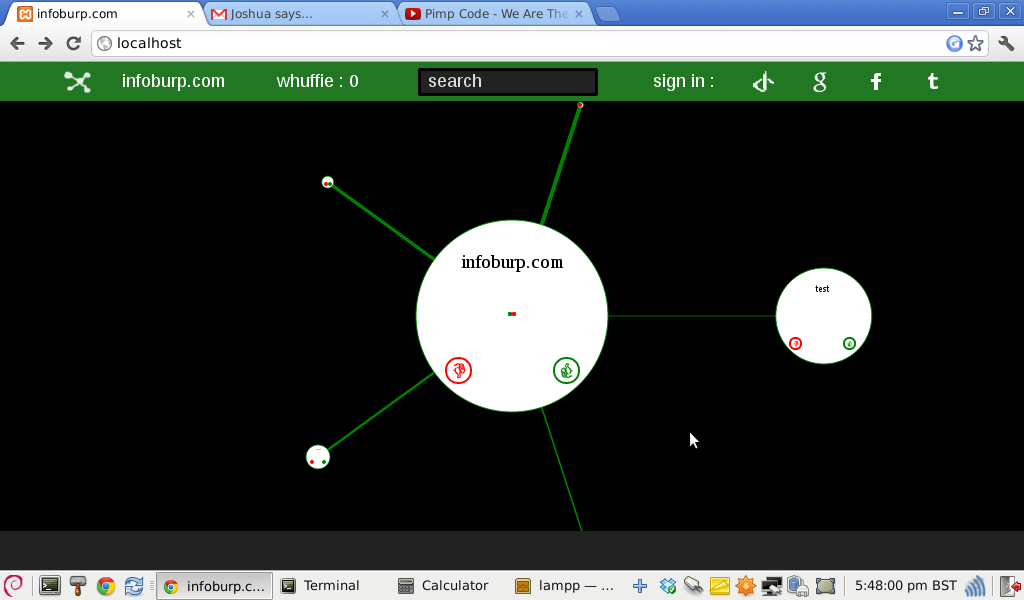 infoburp.com
Joshua says...
Pimp Code - We Are The
localhost
infoburp.com
whuffie : 0
search
sign in :
g
f
t
infoburp.com
test
infoburp.c...
Terminal
Calculator
lampp — ...
5:48:00 pm BST